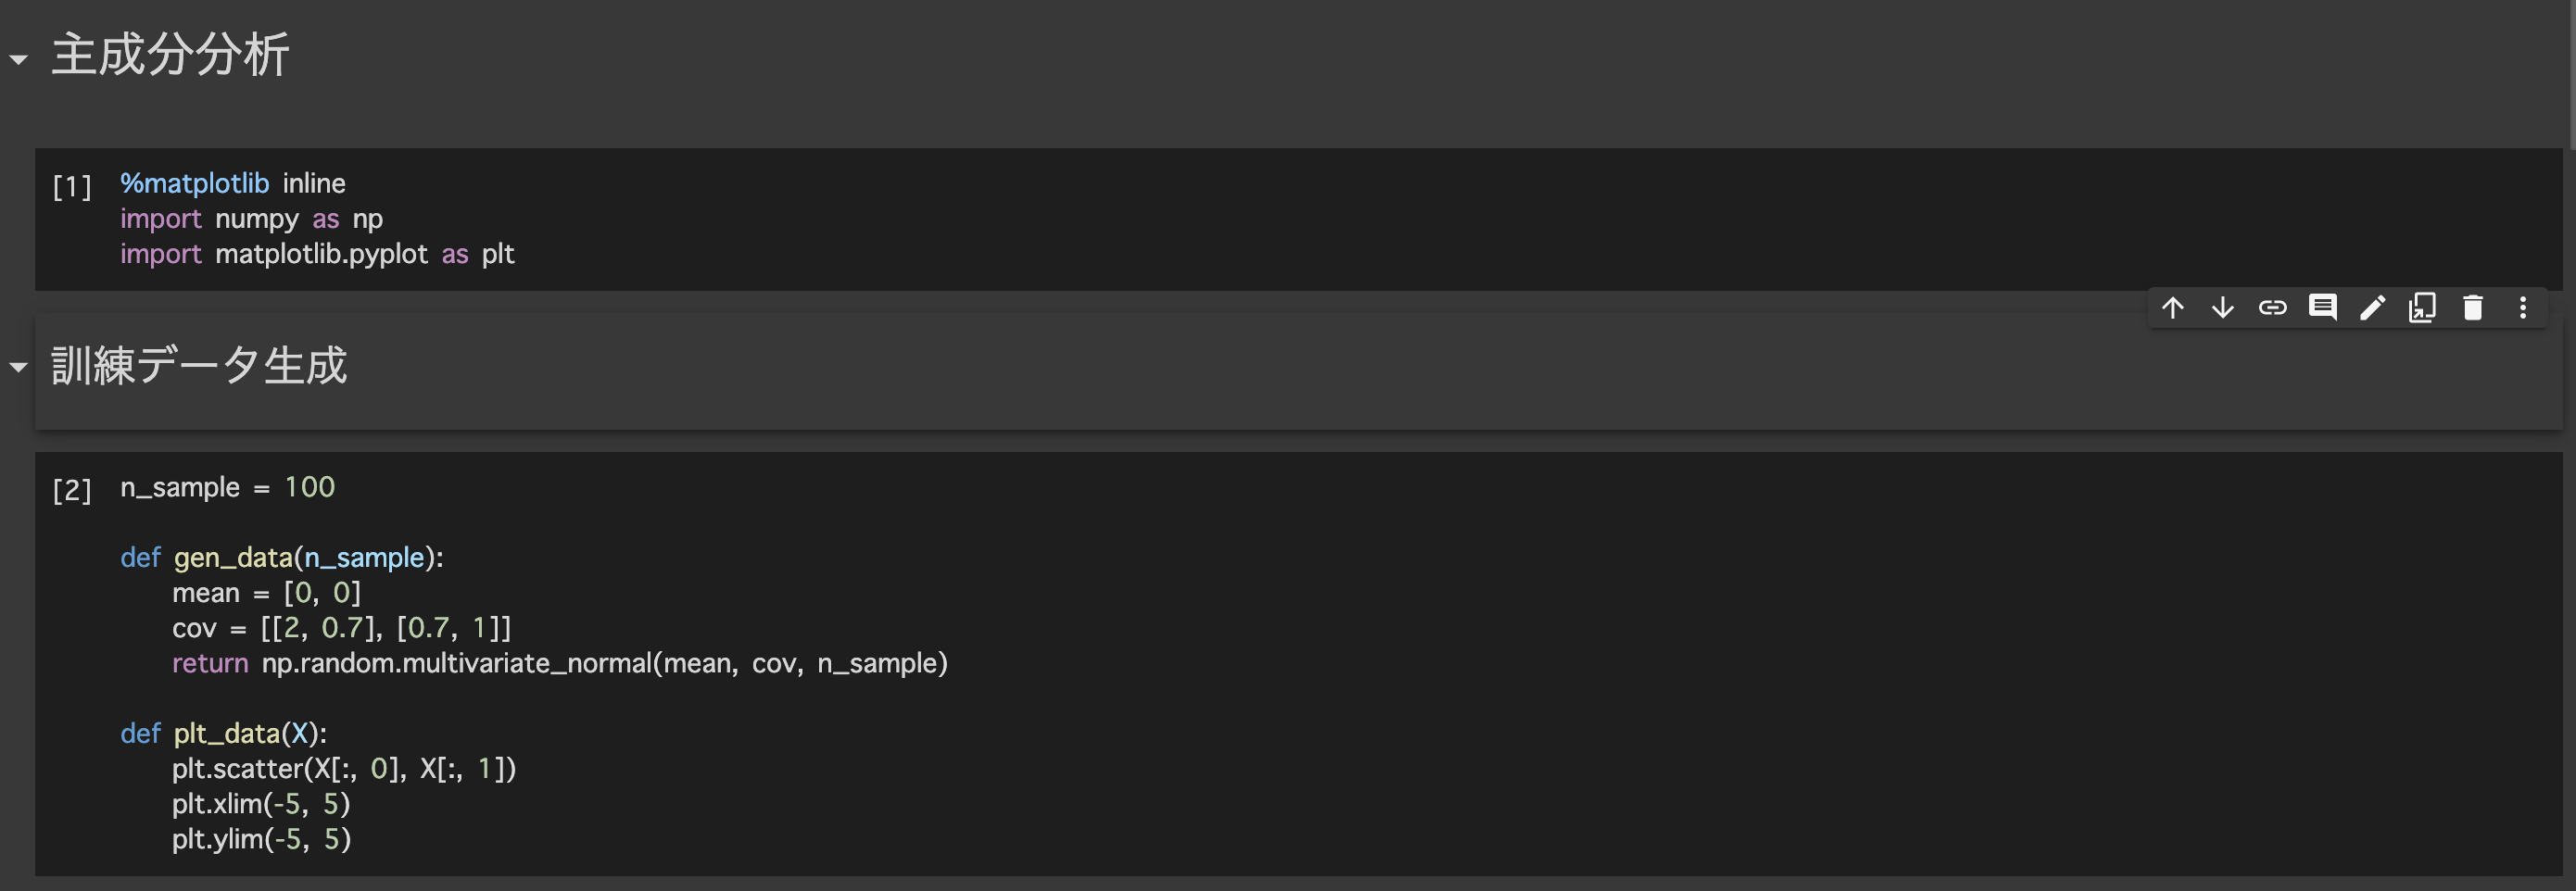 主成分分析
[1] %matplotlib inline
import numpy as np
import matplotlib.pyplot as plt
訓練データ生成
[2] n_sample = 100
def gen_data(n_sample):
    mean = [0, 0]
    cov = [[2, 0.7], [0.7, 1]]
    return np.random.multivariate_normal(mean, cov, n_sample)
def plt_data(X):
    plt.scatter(X[:, 0], X[:, 1])
    plt.xlim(-5, 5)
    plt.ylim(-5, 5)